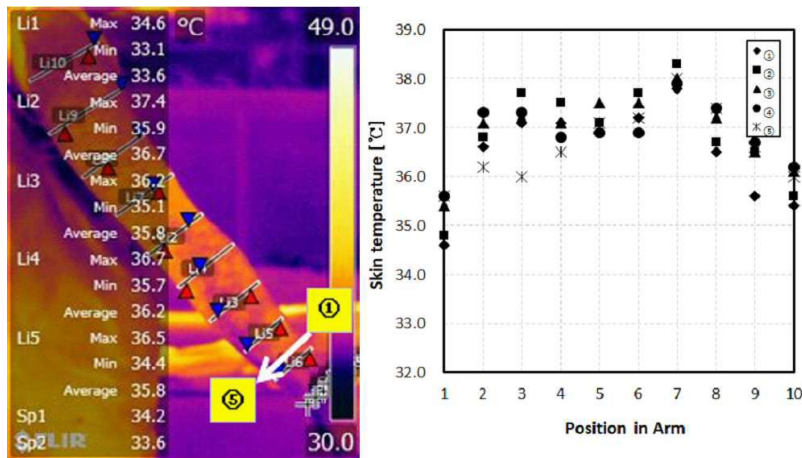 Li1 Max 34.6 °C 49.0
Min 33.1
Li10
Average 33.6
Li2 Max 37.4
Li9
Min 35.9
Average 36.7
Li3 Max 36.2
Min 35.1
Average 35.8
Li4 Max 36.7
Min 35.7
Li3
Average 36.2
①
Li5 Max 36.5
Li5
Min 34.4
Li6
Average 35.8
⑤
Sp1 34.2
FLIR
Sp2 33.6 30.0
Skin temperature [℃]
39.0
38.0
37.0
36.0
35.0
34.0
33.0
32.0
1 2 3 4 5 6 7 8 9 10
Position in Arm
①
②
③
④
⑤